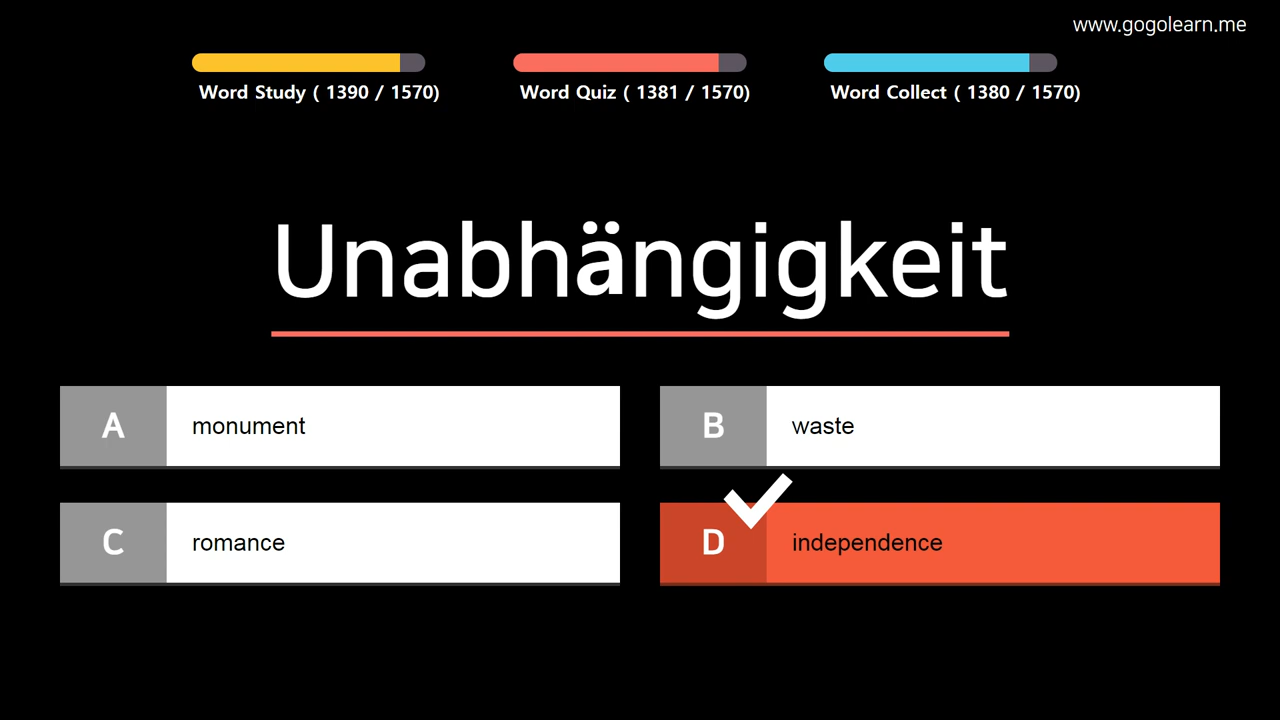 www.gogolearn.me
Word Study ( 1390 / 1570)
Word Quiz ( 1381 / 1570)
Word Collect ( 1380 / 1570)
Unabhängigkeit
A monument
B waste
C romance
D independence